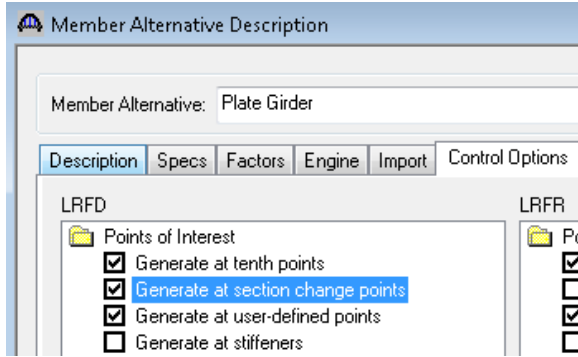 Member Alternative Description
Member Alternative: Plate Girder
Description Specs Factors Engine Import Control Options
LRFD LRFR
Points of Interest
Generate at tenth points
Generate at section change points
Generate at user-defined points
Generate at stiffeners